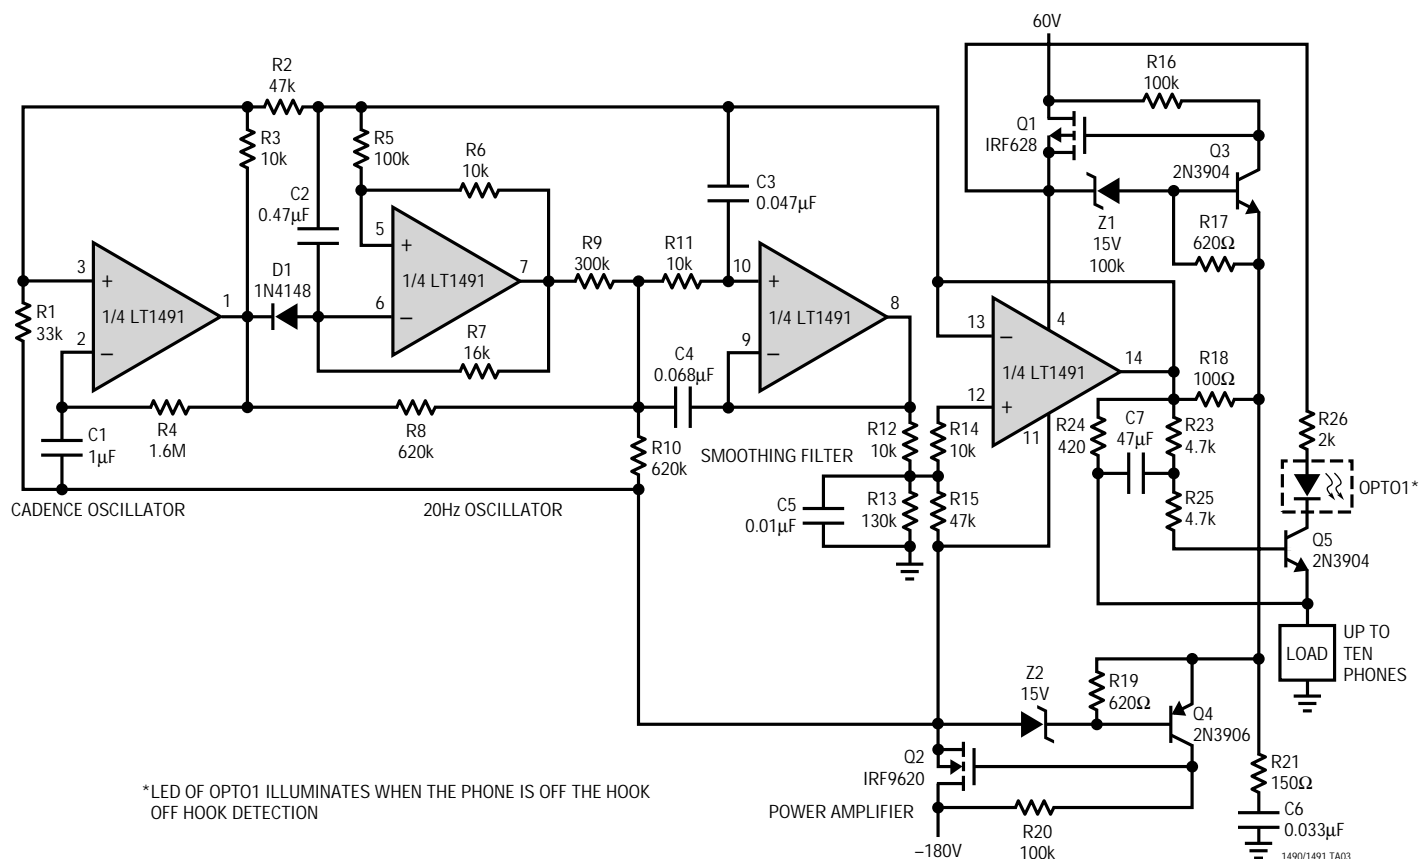 60V
R16
100k
R2
47k
Q1
IRF628
R3
10k
R5
100k
R6
10k
Q3
2N3904
C3
0.047µF
C2
0.47µF
Z1
15V
100k
R17
620Ω
5
+
3
+
D1
1N4148
1/4 LT1491
7
R9
300k
R11
10k
10
+
6
–
R1
33k
1/4 LT1491
1
2
–
1/4 LT1491
8
9
–
R7
16k
C4
0.068µF
13
–
4
1/4 LT1491
14
12
+
11
R18
100Ω
R24
420
C7
47µF
R23
4.7k
R26
2k
C1
1µF
R4
1.6M
R8
620k
R10
620k
SMOOTHING FILTER
R12
10k
R14
10k
OPTO1*
CADENCE OSCILLATOR
20Hz OSCILLATOR
C5
0.01µF
R13
130k
R15
47k
R25
4.7k
Q5
2N3904
LOAD
UP TO
TEN
PHONES
Z2
15V
R19
620Ω
Q4
2N3906
Q2
IRF9620
R21
150Ω
*LED OF OPTO1 ILLUMINATES WHEN THE PHONE IS OFF THE HOOK
OFF HOOK DETECTION
POWER AMPLIFIER
C6
0.033µF
R20
100k
–180V
1490/1491 TA03